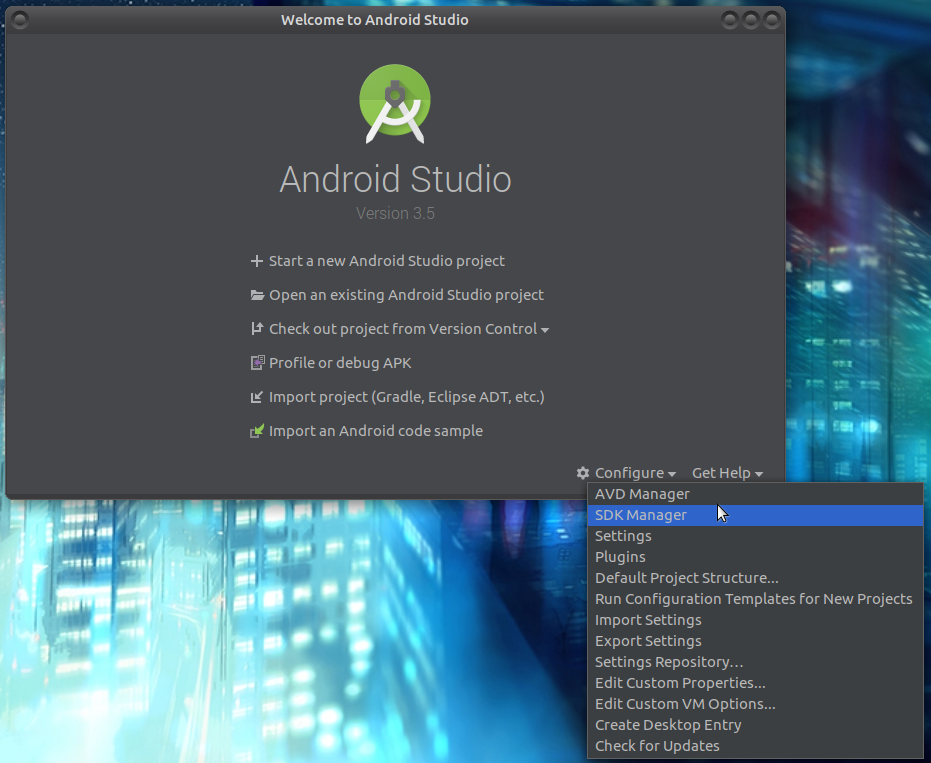 Welcome to Android Studio
Android Studio
Version 3.5
Start a new Android Studio project
Open an existing Android Studio project
Check out project from Version Control
Profile or debug APK
Import project (Gradle, Eclipse ADT, etc.)
Import an Android code sample
Configure Get Help
AVD Manager
SDK Manager
Settings
Plugins
Default Project Structure...
Run Configuration Templates for New Projects
Import Settings
Export Settings
Settings Repository…
Edit Custom Properties...
Edit Custom VM Options...
Create Desktop Entry
Check for Updates